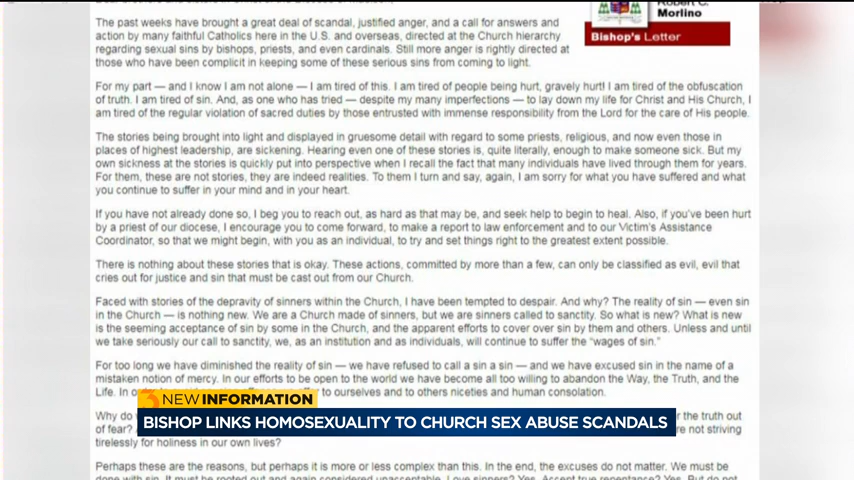 The past weeks have brought a great deal of scandal, justified anger, and a call for answers and
action by many faithful Catholics here in the U.S. and overseas, directed at the Church hierarchy
regarding sexual sins by bishops, priests, and even cardinals. Still more anger is rightly directed at
those who have been complicit in keeping some of these serious sins from coming to light.
Robert C.
Morlino
Bishop's Letter
For my part — and I know I am not alone — I am tired of this. I am tired of people being hurt, gravely hurt! I am tired of the obfuscation
of truth. I am tired of sin. And, as one who has tried — despite my many imperfections — to lay down my life for Christ and His Church, I
am tired of the regular violation of sacred duties by those entrusted with immense responsibility from the Lord for the care of His people.
The stories being brought into light and displayed in gruesome detail with regard to some priests, religious, and now even those in
places of highest leadership, are sickening. Hearing even one of these stories is, quite literally, enough to make someone sick. But my
own sickness at the stories is quickly put into perspective when I recall the fact that many individuals have lived through them for years.
For them, these are not stories, they are indeed realities. To them I turn and say, again, I am sorry for what you have suffered and what
you continue to suffer in your mind and in your heart.
If you have not already done so, I beg you to reach out, as hard as that may be, and seek help to begin to heal. Also, if you've been hurt
by a priest of our diocese, I encourage you to come forward, to make a report to law enforcement and to our Victim's Assistance
Coordinator, so that we might begin, with you as an individual, to try and set things right to the greatest extent possible.
There is nothing about these stories that is okay. These actions, committed by more than a few, can only be classified as evil, evil that
cries out for justice and sin that must be cast out from our Church.
Faced with stories of the depravity of sinners within the Church, I have been tempted to despair. And why? The reality of sin — even sin
in the Church — is nothing new. We are a Church made of sinners, but we are sinners called to sanctity. So what is new? What is new
is the seeming acceptance of sin by some in the Church, and the apparent efforts to cover over sin by them and others. Unless and until
we take seriously our call to sanctity, we, as an institution and as individuals, will continue to suffer the "wages of sin."
For too long we have diminished the reality of sin — we have refused to call a sin a sin — and we have excused sin in the name of a
mistaken notion of mercy. In our efforts to be open to the world we have become all too willing to abandon the Way, the Truth, and the
Life. In to ourselves and to others niceties and human consolation.
3 NEW INFORMATION
Why do the truth out
BISHOP LINKS HOMOSEXUALITY TO CHURCH SEX ABUSE SCANDALS
of fear? re not striving
tirelessly for holiness in our own lives?
Perhaps these are the reasons, but perhaps it is more or less complex than this. In the end, the excuses do not matter. We must be
done with sin. It must be rooted out and again considered unacceptable. Love sinners? Yes. Accept true repentance? Yes. But do not